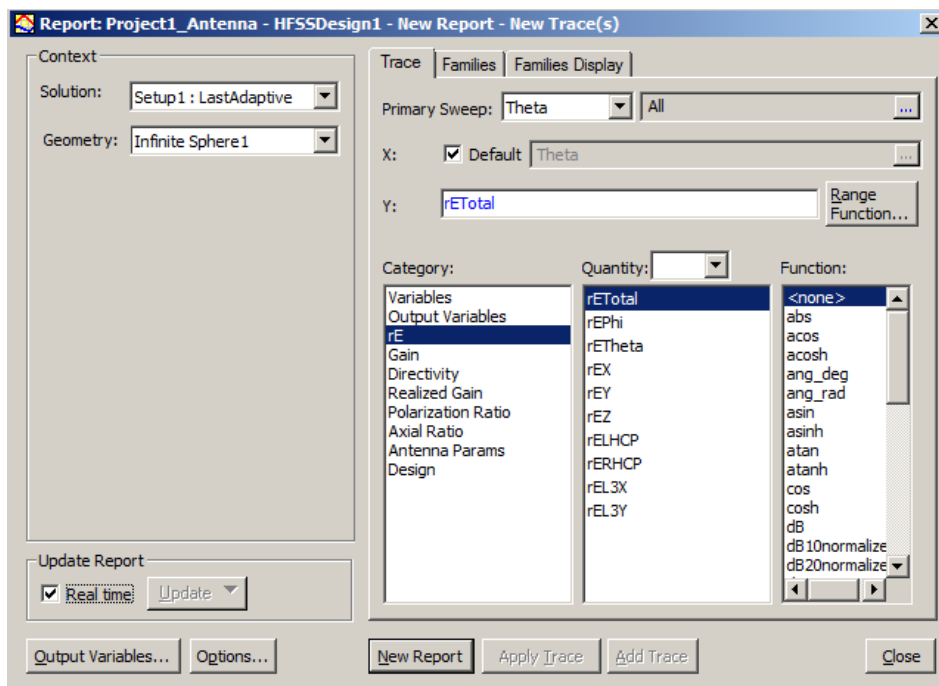 Report: Project1_Antenna - HFSSDesign1 - New Report - New Trace(s)
Context
Solution: Setup1 : LastAdaptive
Geometry: Infinite Sphere1
Update Report
Real time Update
Output Variables... Options...
Trace Families Families Display
Primary Sweep: Theta All ...
X: Default Theta ...
Y: rETotal Range Function...
Category:
Variables
Output Variables
rE
Gain
Directivity
Realized Gain
Polarization Ratio
Axial Ratio
Antenna Params
Design
Quantity:
rETotal
rEPhi
rETheta
rEX
rEY
rEZ
rELHCP
rERHCP
rEL3X
rEL3Y
Function:
<none>
abs
acos
acosh
ang_deg
ang_rad
asin
asinh
atan
atanh
cos
cosh
dB
dB10normalize
dB20normalize
New Report Apply Trace Add Trace Close